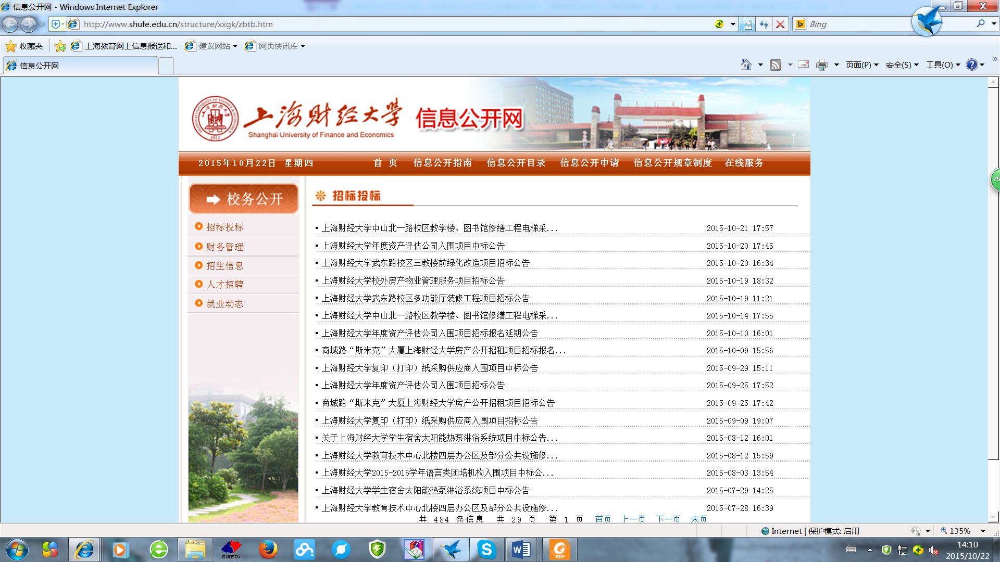 信息公开网 - Windows Internet Explorer
http://www.shufe.edu.cn/structure/xxgk/zbtb.htm
Bing
收藏夹
上海教育网上信息报送和...
建议网站
网页快讯库
信息公开网
页面(P)
安全(S)
工具(O)
上海财经大学
Shanghai University of Finance and Economics
信息公开网
2015年10月22日 星期四
首 页 信息公开指南 信息公开目录 信息公开申请 信息公开规章制度 在线服务
校务公开
招标投标
财务管理
招生信息
人才招聘
就业动态
招标投标
上海财经大学中山北一路校区教学楼、图书馆修缮工程电梯采... 2015-10-21 17:57
上海财经大学年度资产评估公司入围项目中标公告 2015-10-20 17:45
上海财经大学武东路校区三教楼前绿化改造项目招标公告 2015-10-20 16:34
上海财经大学校外房产物业管理服务项目招标公告 2015-10-19 18:32
上海财经大学武东路校区多功能厅装修工程项目招标公告 2015-10-19 11:21
上海财经大学中山北一路校区教学楼、图书馆修缮工程电梯采... 2015-10-14 17:55
上海财经大学年度资产评估公司入围项目招标报名延期公告 2015-10-10 16:01
商城路“斯米克”大厦上海财经大学房产公开招租项目招标报名... 2015-10-09 15:56
上海财经大学复印（打印）纸采购供应商入围项目中标公告 2015-09-29 15:11
上海财经大学年度资产评估公司入围项目招标公告 2015-09-25 17:52
商城路“斯米克”大厦上海财经大学房产公开招租项目招标公告 2015-09-25 17:42
上海财经大学复印（打印）纸采购供应商入围项目招标公告 2015-09-09 19:07
关于上海财经大学学生宿舍太阳能热泵淋浴系统项目中标公告... 2015-08-12 16:01
上海财经大学教育技术中心北楼四层办公区及部分公共设施修... 2015-08-12 15:59
上海财经大学2015-2016学年语言类团培机构入围项目中标公... 2015-08-03 13:54
上海财经大学学生宿舍太阳能热泵淋浴系统项目中标公告 2015-07-29 14:25
上海财经大学教育技术中心北楼四层办公区及部分公共设施修... 2015-07-28 16:39
共 484 条信息 共 29 页 第 1 页 首页 上一页 下一页 末页
75
Internet | 保护模式: 启用
135%
GUOSEN
PDF
14:10
2015/10/22